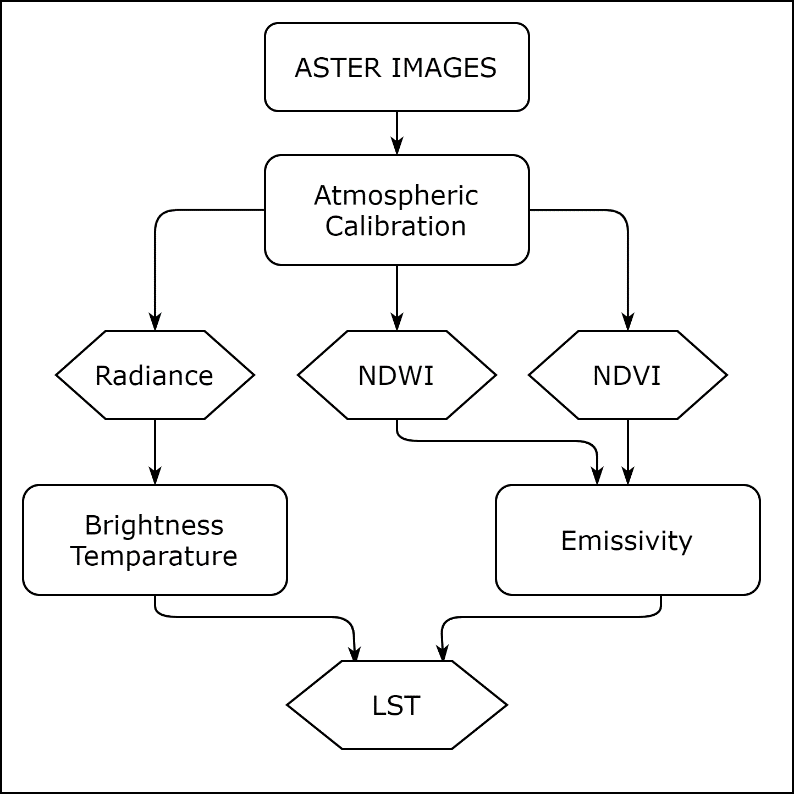 ASTER IMAGES
Atmospheric
Calibration
Radiance
NDWI
NDVI
Brightness
Temparature
Emissivity
LST